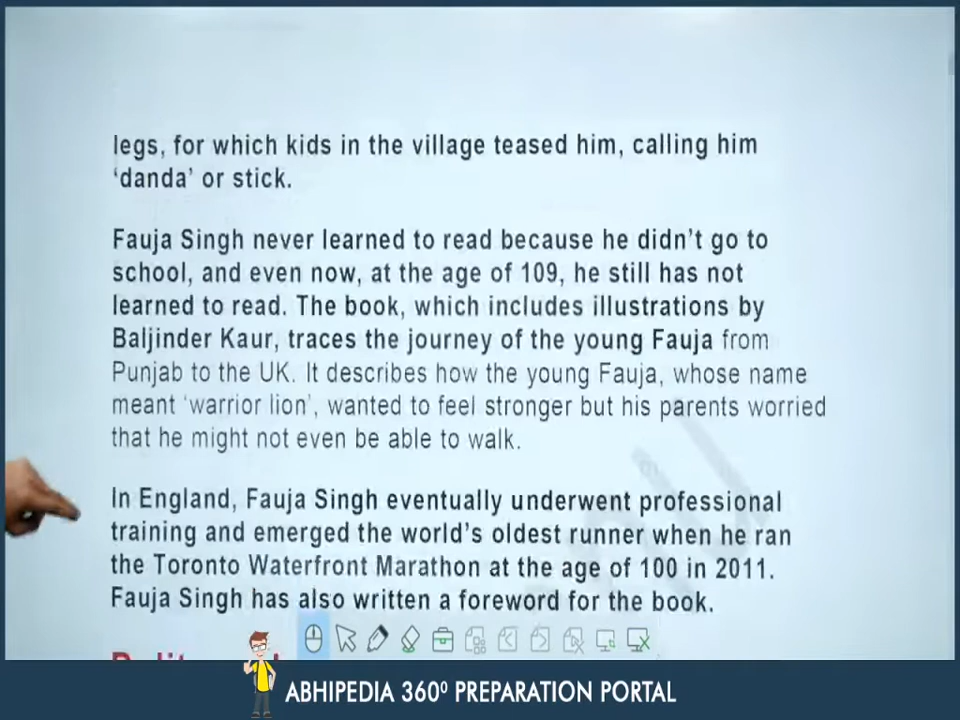 legs, for which kids in the village teased him, calling him
‘danda’ or stick.
Fauja Singh never learned to read because he didn’t go to
school, and even now, at the age of 109, he still has not
learned to read. The book, which includes illustrations by
Baljinder Kaur, traces the journey of the young Fauja from
Punjab to the UK. It describes how the young Fauja, whose name
meant ‘warrior lion’, wanted to feel stronger but his parents worried
that he might not even be able to walk.
In England, Fauja Singh eventually underwent professional
training and emerged the world’s oldest runner when he ran
the Toronto Waterfront Marathon at the age of 100 in 2011.
Fauja Singh has also written a foreword for the book.
ABHIPEDIA 360⁰ PREPARATION PORTAL